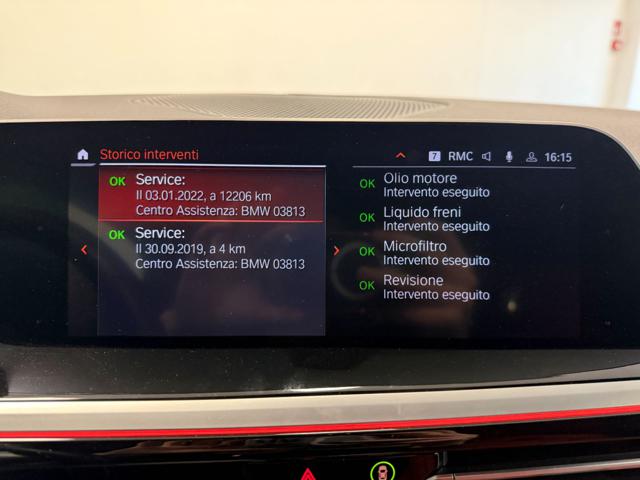 Storico interventi
7 RMC 16:15
OK Service:
Il 03.01.2022, a 12206 km
Centro Assistenza: BMW 03813
OK Service:
Il 30.09.2019, a 4 km
Centro Assistenza: BMW 03813
OK Olio motore
Intervento eseguito
OK Liquido freni
Intervento eseguito
OK Microfiltro
Intervento eseguito
OK Revisione
Intervento eseguito